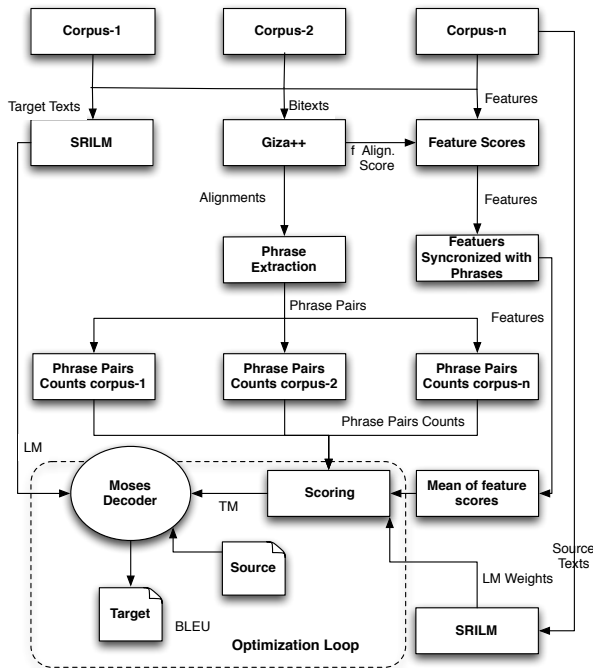 Corpus-1
Corpus-2
Corpus-n
Target Texts
Bitexts
Features
SRILM
Giza++
f Align.
Score
Feature Scores
Alignments
Features
Phrase
Extraction
Featuers
Syncronized with
Phrases
Phrase Pairs
Features
Phrase Pairs
Counts corpus-1
Phrase Pairs
Counts corpus-2
Phrase Pairs
Counts corpus-n
Phrase Pairs Counts
LM
Moses
Decoder
TM
Scoring
Mean of feature
scores
Source
Source
Texts
LM Weights
Target
BLEU
Optimization Loop
SRILM